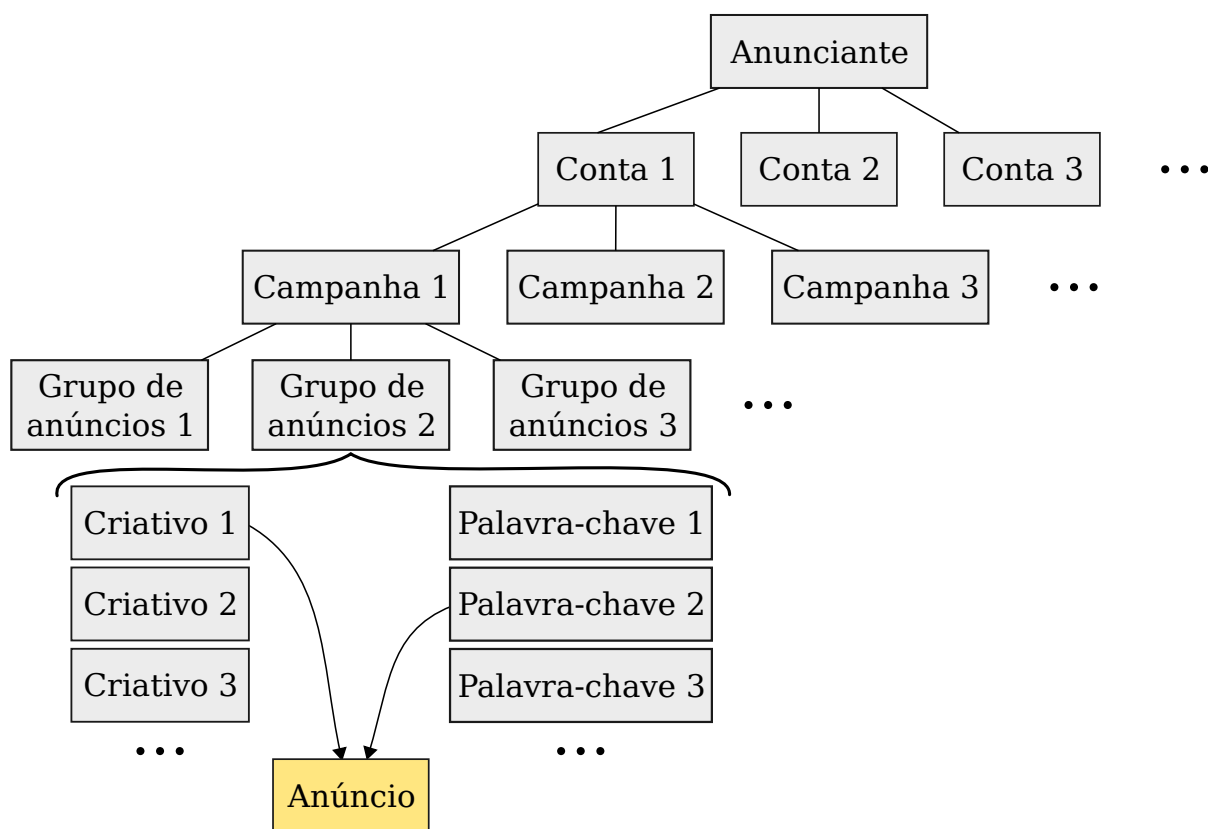 Anunciante
Conta 1
Conta 2
Conta 3
...
Campanha 1
Campanha 2
Campanha 3
...
Grupo de
anúncios 1
Grupo de
anúncios 2
Grupo de
anúncios 3
...
Criativo 1
Palavra-chave 1
Criativo 2
Palavra-chave 2
Criativo 3
Palavra-chave 3
...
...
Anúncio